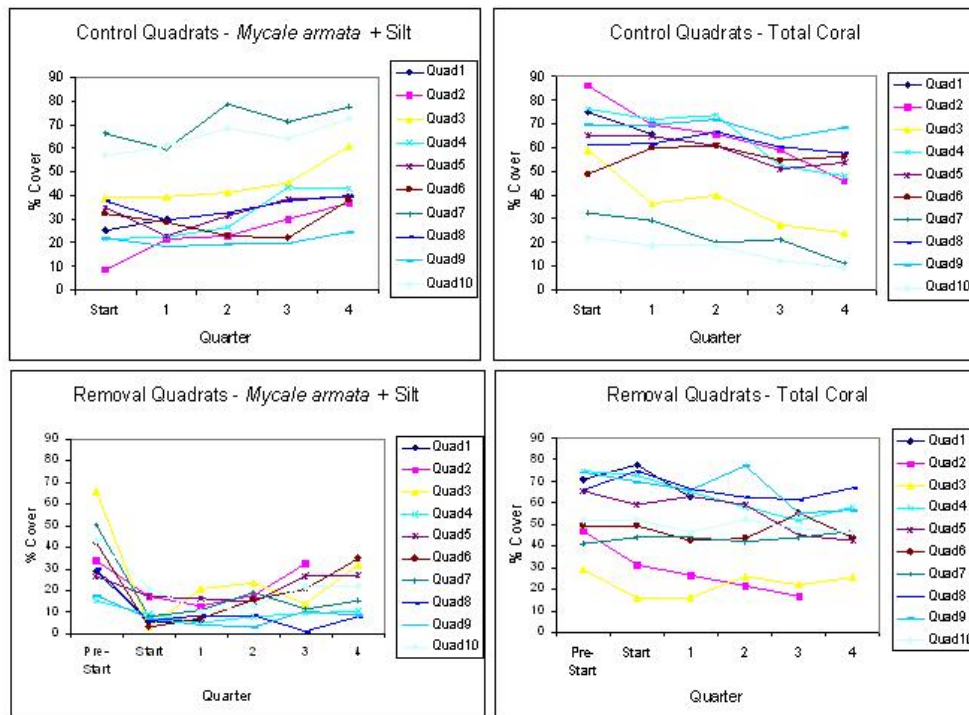 Control Quadrats - Mycale armata + Silt
% Cover
90
80
70
60
50
40
30
20
10
0
Start 1 2 3 4
Quarter
Quad1
Quad2
Quad3
Quad4
Quad5
Quad6
Quad7
Quad8
Quad9
Quad10
Control Quadrats - Total Coral
% Cover
90
80
70
60
50
40
30
20
10
0
Start 1 2 3 4
Quarter
Quad1
Quad2
Quad3
Quad4
Quad5
Quad6
Quad7
Quad8
Quad9
Quad10
Removal Quadrats - Mycale armata + Silt
% Cover
90
80
70
60
50
40
30
20
10
0
Pre- Start 1 2 3 4
Start
Quarter
Quad1
Quad2
Quad3
Quad4
Quad5
Quad6
Quad7
Quad8
Quad9
Quad10
Removal Quadrats - Total Coral
% Cover
90
80
70
60
50
40
30
20
10
0
Pre- Start 1 2 3 4
Start
Quarter
Quad1
Quad2
Quad3
Quad4
Quad5
Quad6
Quad7
Quad8
Quad9
Quad10